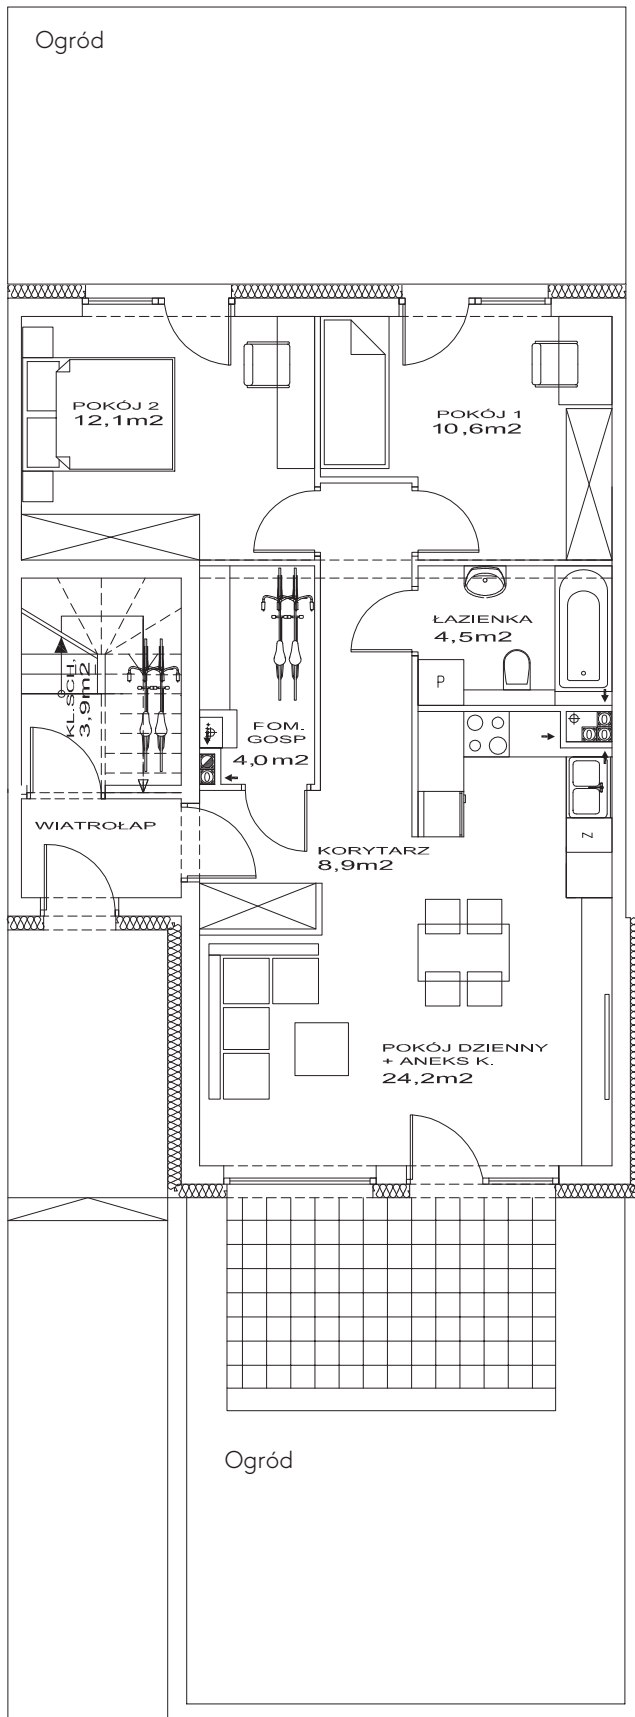 Ogród
POKÓJ 2
12,1m2
POKÓJ 1
10,6m2
ŁAZIENKA
4,5m2
P
KL.SCH.
3,9m2
POM.
GOSP
4,0m2
WIATROŁAP
KORYTARZ
8,9m2
Z
POKÓJ DZIENNY
+ ANEKS K.
24,2m2
Ogród